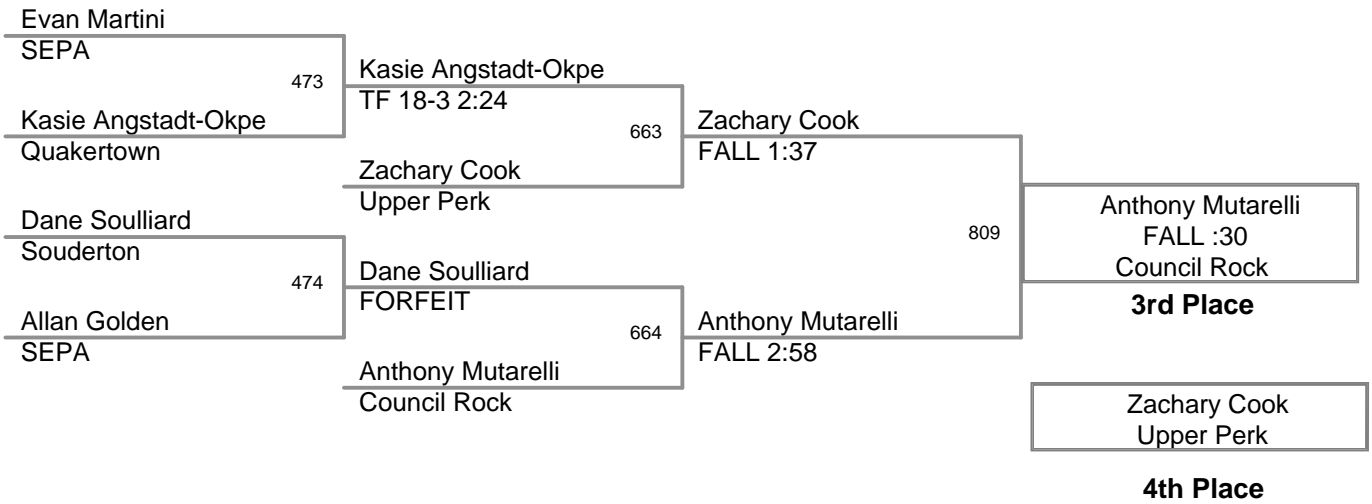 Evan Martini
SEPA
473
Kasie Angstadt-Okpe
Quakertown
Dane Soulliard
Souderton
474
Allan Golden
SEPA
Kasie Angstadt-Okpe
TF 18-3 2:24
663
Zachary Cook
Upper Perk
Dane Soulliard
FORFEIT
664
Anthony Mutarelli
Council Rock
Zachary Cook
FALL 1:37
809
Anthony Mutarelli
FALL 2:58
Anthony Mutarelli
FALL :30
Council Rock
3rd Place
Zachary Cook
Upper Perk
4th Place